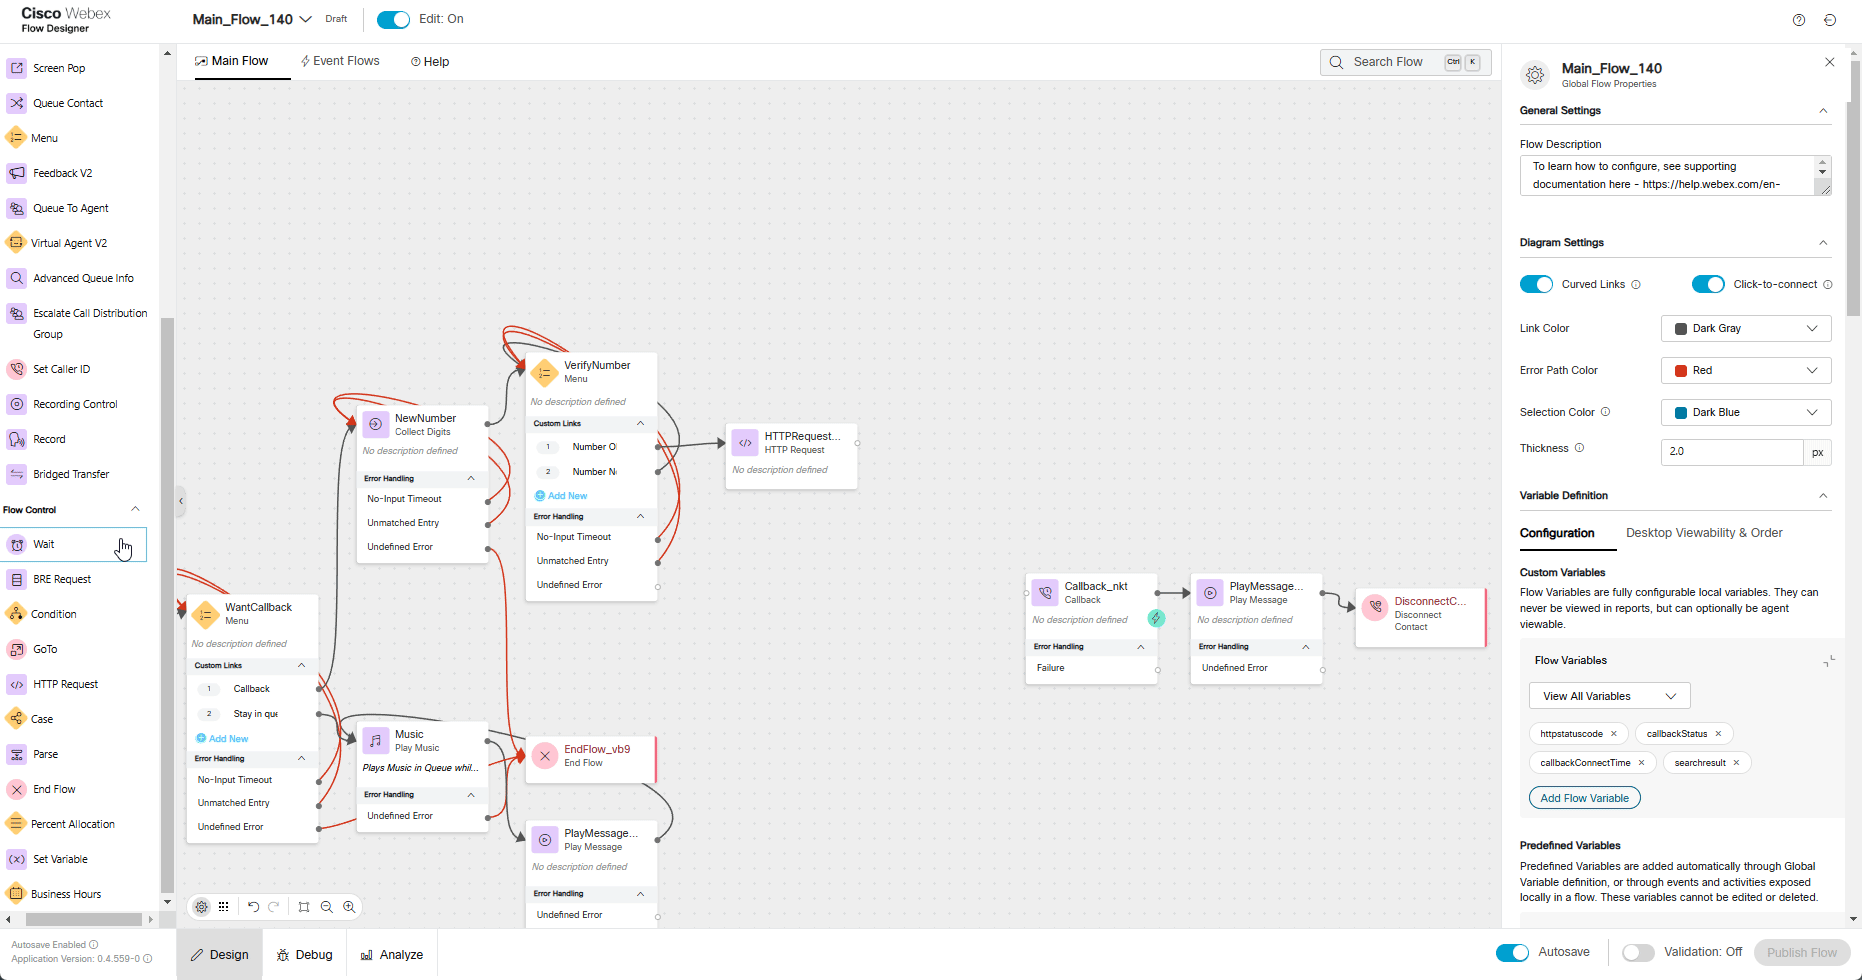 Cisco Webex
Flow Designer
Main_Flow_140
Draft
Edit: On
Screen Pop
Queue Contact
Menu
Feedback V2
Queue To Agent
Virtual Agent V2
Advanced Queue Info
Escalate Call Distribution
Group
Set Caller ID
Recording Control
Record
Bridged Transfer
Flow Control
Wait
BRE Request
Condition
GoTo
HTTP Request
Case
Parse
End Flow
Percent Allocation
Set Variable
Business Hours
Autosave Enabled
Application Version: 0.4.559-0
Main Flow
Event Flows
Help
Search Flow
Ctrl
K
WantCallback
Menu
No description defined
Custom Links
1 Callback
2 Stay in que
Add New
Error Handling
No-Input Timeout
Unmatched Entry
Undefined Error
NewNumber
Collect Digits
No description defined
Error Handling
No-Input Timeout
Unmatched Entry
Undefined Error
VerifyNumber
Menu
No description defined
Custom Links
1 Number O
2 Number N
Add New
Error Handling
No-Input Timeout
Unmatched Entry
Undefined Error
HTTPRequest...
HTTP Request
No description defined
Music
Play Music
Plays Music in Queue whil...
Error Handling
Undefined Error
EndFlow_vb9
End Flow
PlayMessage...
Play Message
No description defined
Error Handling
Undefined Error
Callback_nkt
Callback
No description defined
Error Handling
Failure
PlayMessage...
Play Message
No description defined
Error Handling
Undefined Error
DisconnectC...
Disconnect
Contact
Design
Debug
Analyze
Main_Flow_140
Global Flow Properties
General Settings
Flow Description
To learn how to configure, see supporting
documentation here - https://help.webex.com/en-
Diagram Settings
Curved Links
Click-to-connect
Link Color
Dark Gray
Error Path Color
Red
Selection Color
Dark Blue
Thickness
2.0
px
Variable Definition
Configuration
Desktop Viewability & Order
Custom Variables
Flow Variables are fully configurable local variables. They can
never be viewed in reports, but can optionally be agent
viewable.
Flow Variables
View All Variables
httpstatuscode
callbackStatus
callbackConnectTime
searchresult
Add Flow Variable
Predefined Variables
Predefined Variables are added automatically through Global
Variable definition, or through events and activities exposed
locally in a flow. These variables cannot be edited or deleted.
Autosave
Validation: Off
Publish Flow